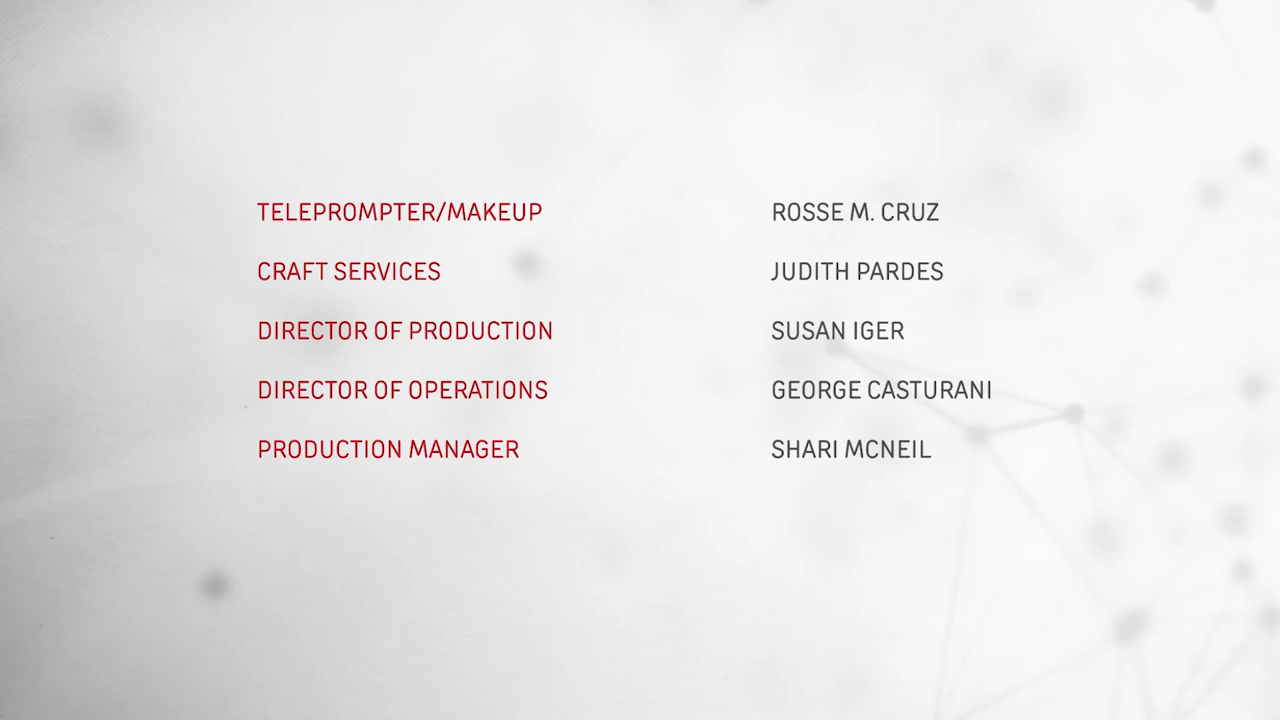 TELEPROMPTER/MAKEUP ROSSE M. CRUZ
CRAFT SERVICES JUDITH PARDES
DIRECTOR OF PRODUCTION SUSAN IGER
DIRECTOR OF OPERATIONS GEORGE CASTURANI
PRODUCTION MANAGER SHARI MCNEIL